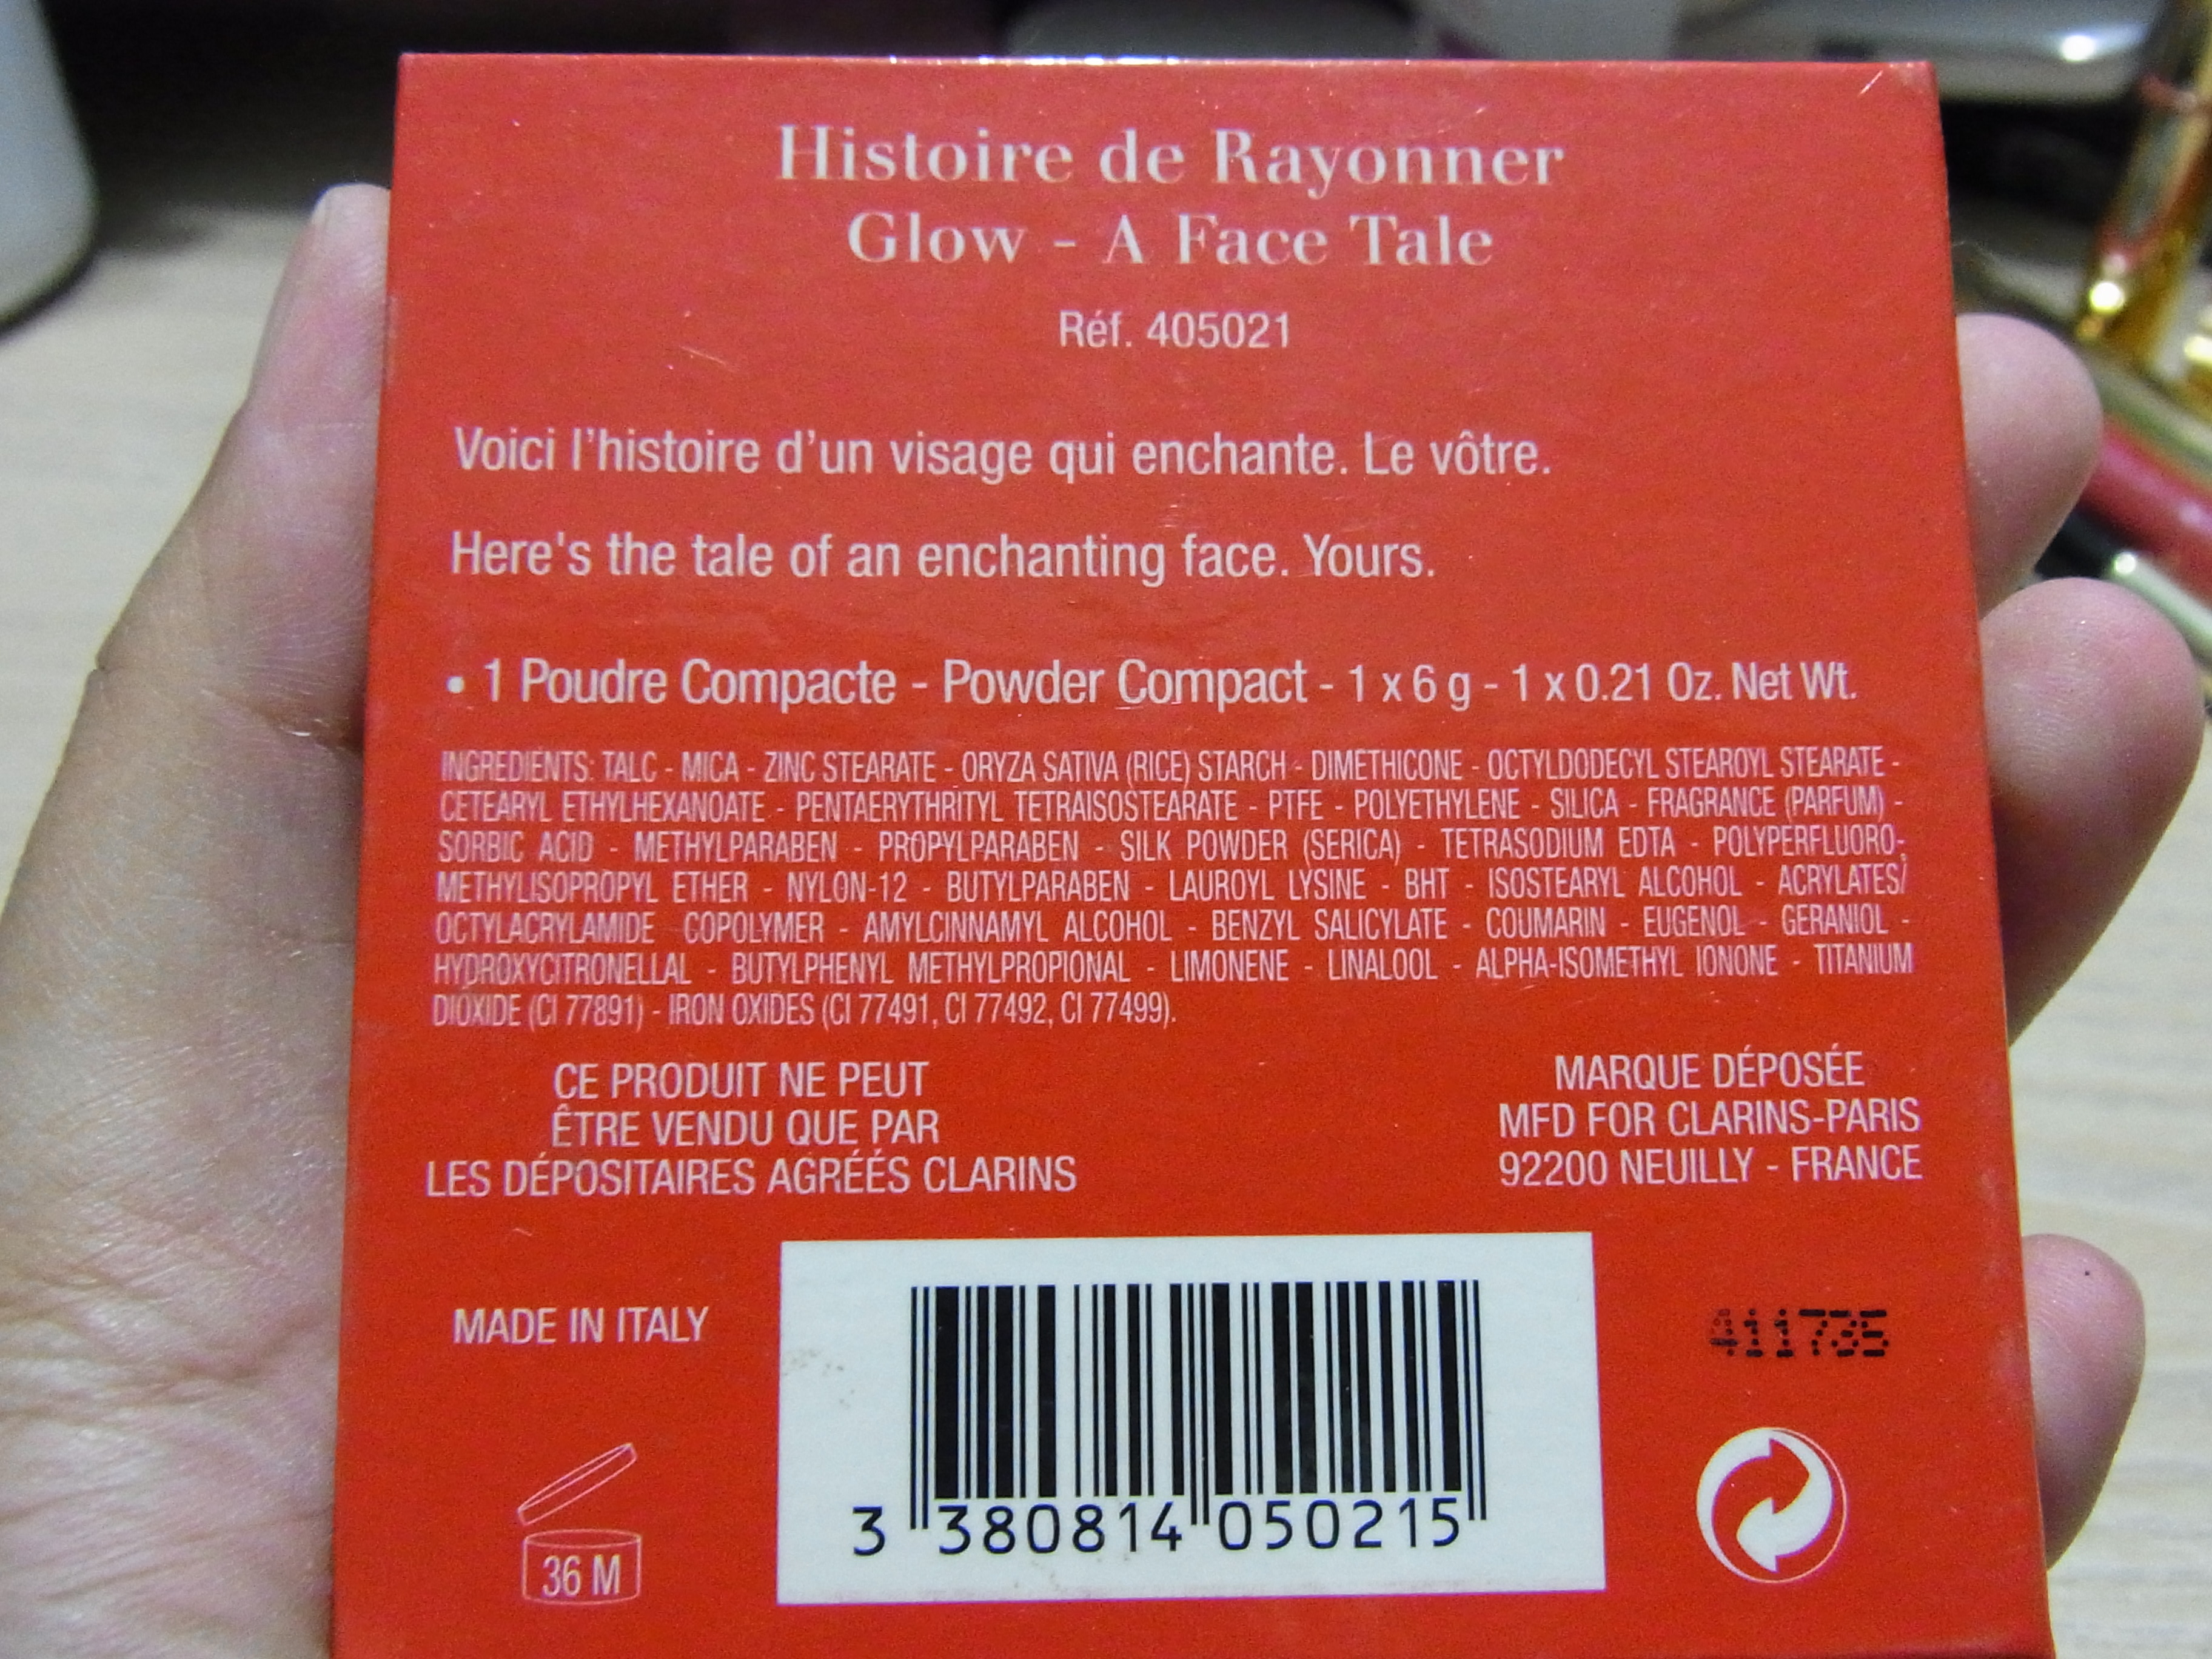 Histoire de Rayonner
Glow - A Face Tale
Réf. 405021
Voici l'histoire d'un visage qui enchante. Le vôtre.
Here's the tale of an enchanting face. Yours.
• 1 Poudre Compacte - Powder Compact - 1 x 6 g - 1 x 0.21 Oz. Net Wt.
INGREDIENTS: TALC - MICA - ZINC STEARATE - ORYZA SATIVA (RICE) STARCH - DIMETHICONE - OCTYLDODECYL STEAROYL STEARATE -
CETEARYL ETHYLHEXANOATE - PENTAERYTHRITYL TETRAISOSTEARATE - PTFE - POLYETHYLENE - SILICA - FRAGRANCE (PARFUM) -
SORBIC ACID - METHYLPARABEN - PROPYLPARABEN - SILK POWDER (SERICA) - TETRASODIUM EDTA - POLYPERFLUORO-
METHYLISOPROPYL ETHER - NYLON-12 - BUTYLPARABEN - LAUROYL LYSINE - BHT - ISOSTEARYL ALCOHOL - ACRYLATES/
OCTYLACRYLAMIDE COPOLYMER - AMYLCINNAMYL ALCOHOL - BENZYL SALICYLATE - COUMARIN - EUGENOL - GERANIOL -
HYDROXYCITRONELLAL - BUTYLPHENYL METHYLPROPIONAL - LIMONENE - LINALOOL - ALPHA-ISOMETHYL IONONE - TITANIUM
DIOXIDE (CI 77891) - IRON OXIDES (CI 77491, CI 77492, CI 77499).
CE PRODUIT NE PEUT
ÊTRE VENDU QUE PAR
LES DÉPOSITAIRES AGRÉÉS CLARINS
MARQUE DÉPOSÉE
MFD FOR CLARINS-PARIS
92200 NEUILLY - FRANCE
MADE IN ITALY
36 M
3 380814 050215